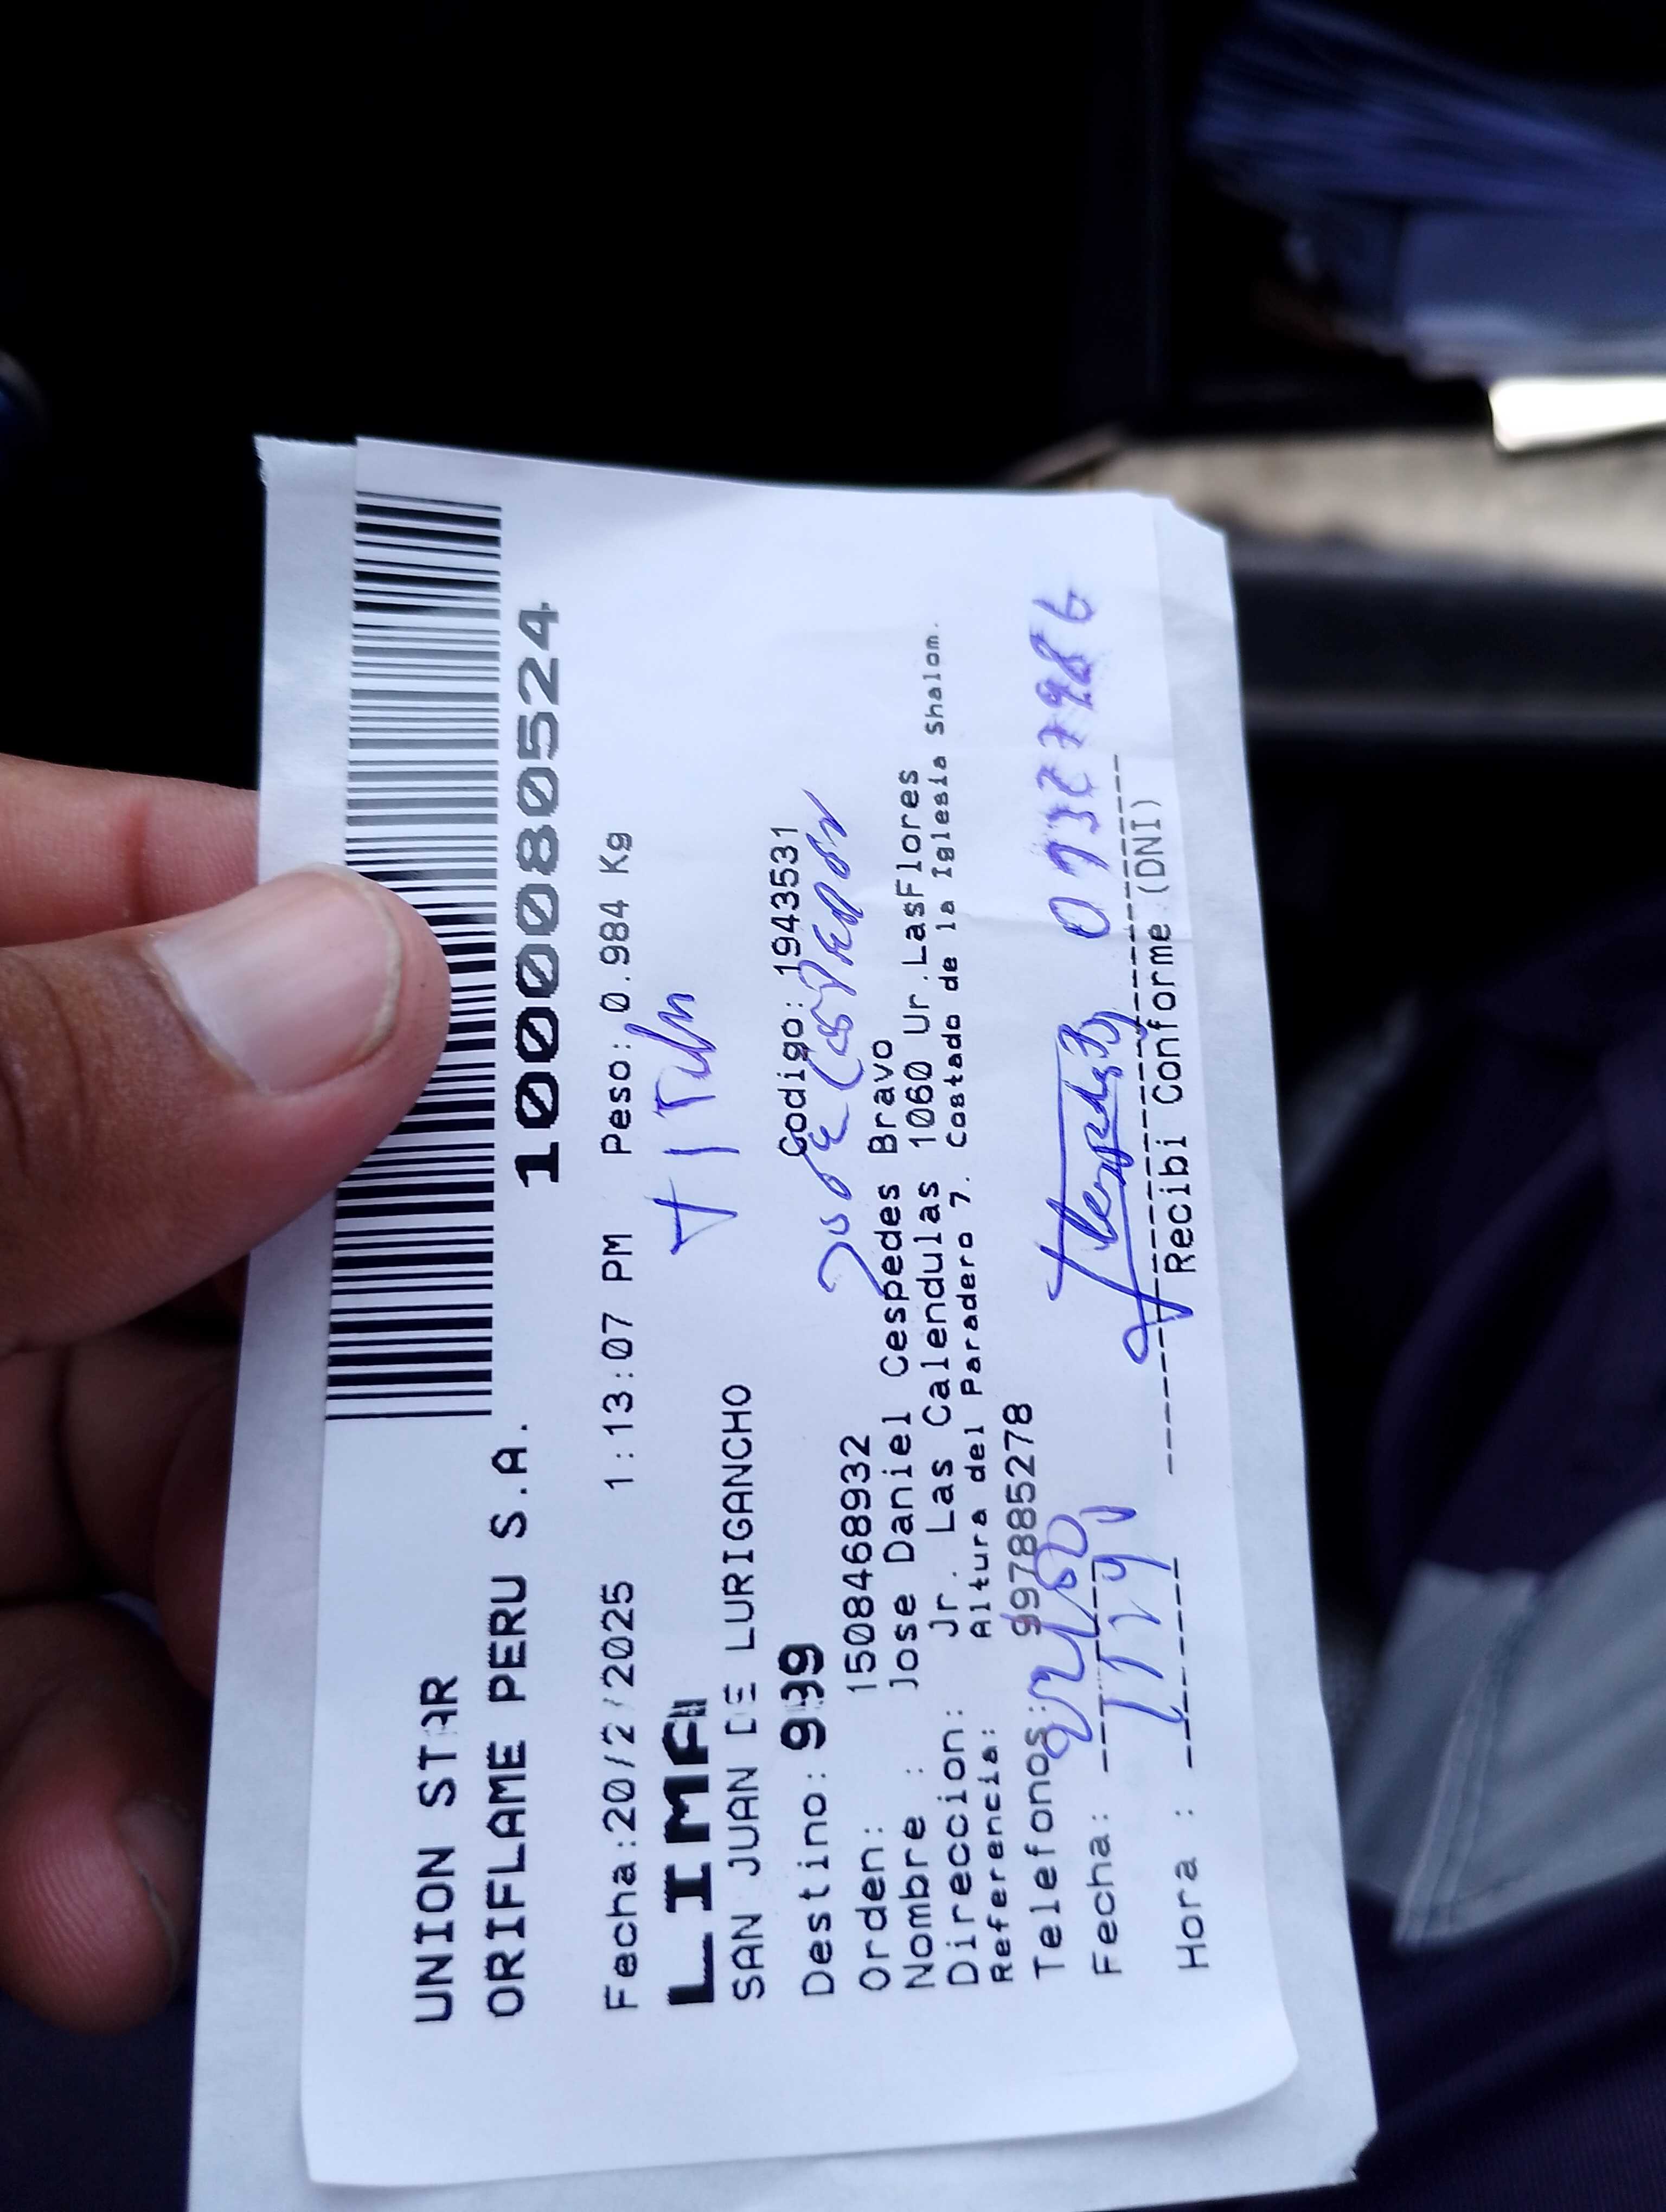 UNION STAR
ORIFLAME PERU S.A.
1000080524
Fecha:20/2/2025 1:13:07 PM Peso: 0.984 Kg
LIMA
SAN JUAN DE LURIGANCHO
Destino: 939 Codigo: 1943531
Orden: 1508468932
Nombre : Jose Daniel Cespedes Bravo
Direccion: Jr. Las Calendulas 1060 Ur.LasFlores
Referencia: Altura del Paradero 7. Costado de la Iglesia Shalom.
Telefonos: 997885278
Fecha:
Hora :
Recibi Conforme (DNI)